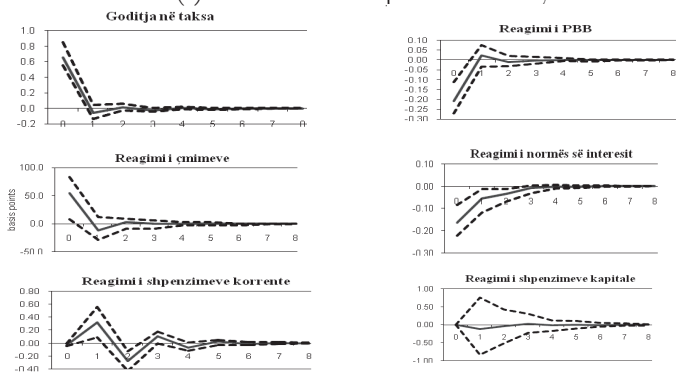 Goditja në taksa
1.0
0.8
0.6
0.4
0.2
0.0
-0.2
0 1 2 3 4 5 6 7 8
Reagimi i PBB
0.10
0.05
0.00
-0.05
-0.10
-0.15
-0.20
-0.25
-0.30
0 1 2 3 4 5 6 7 8
Reagimi i çmimeve
basis points
100.0
50.0
0.0
-50.0
0 1 2 3 4 5 6 7 8
Reagimi i normës së interesit
0.10
0.00
-0.10
-0.20
-0.30
0 1 2 3 4 5 6 7 8
Reagimi i shpenzimeve korrente
0.80
0.60
0.40
0.20
0.00
-0.20
-0.40
0 1 2 3 4 5 6 7 8
Reagimi i shpenzimeve kapitale
1.00
0.50
0.00
-0.50
-1.00
0 1 2 3 4 5 6 7 8